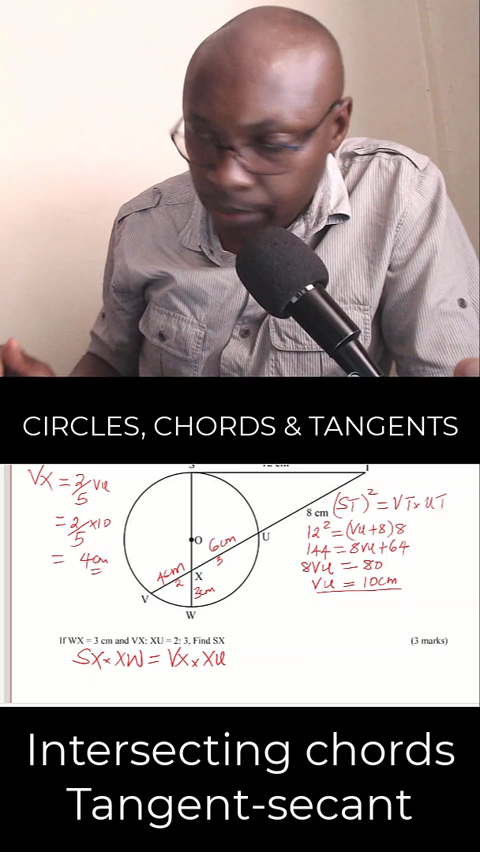 CIRCLES, CHORDS & TANGENTS
VX = 2/5 VU
= 2/5 x 10
= 4cm
8 cm
(ST)² = VT x UT
12² = (VU+8)8
144 = 8VU + 64
8VU = 80
VU = 10cm
O
U
6cm
3
4cm
2
X
3cm
V
W
If WX = 3 cm and VX: XU = 2: 3, Find SX
(3 marks)
SX x XW = VX x XU
Intersecting chords
Tangent-secant